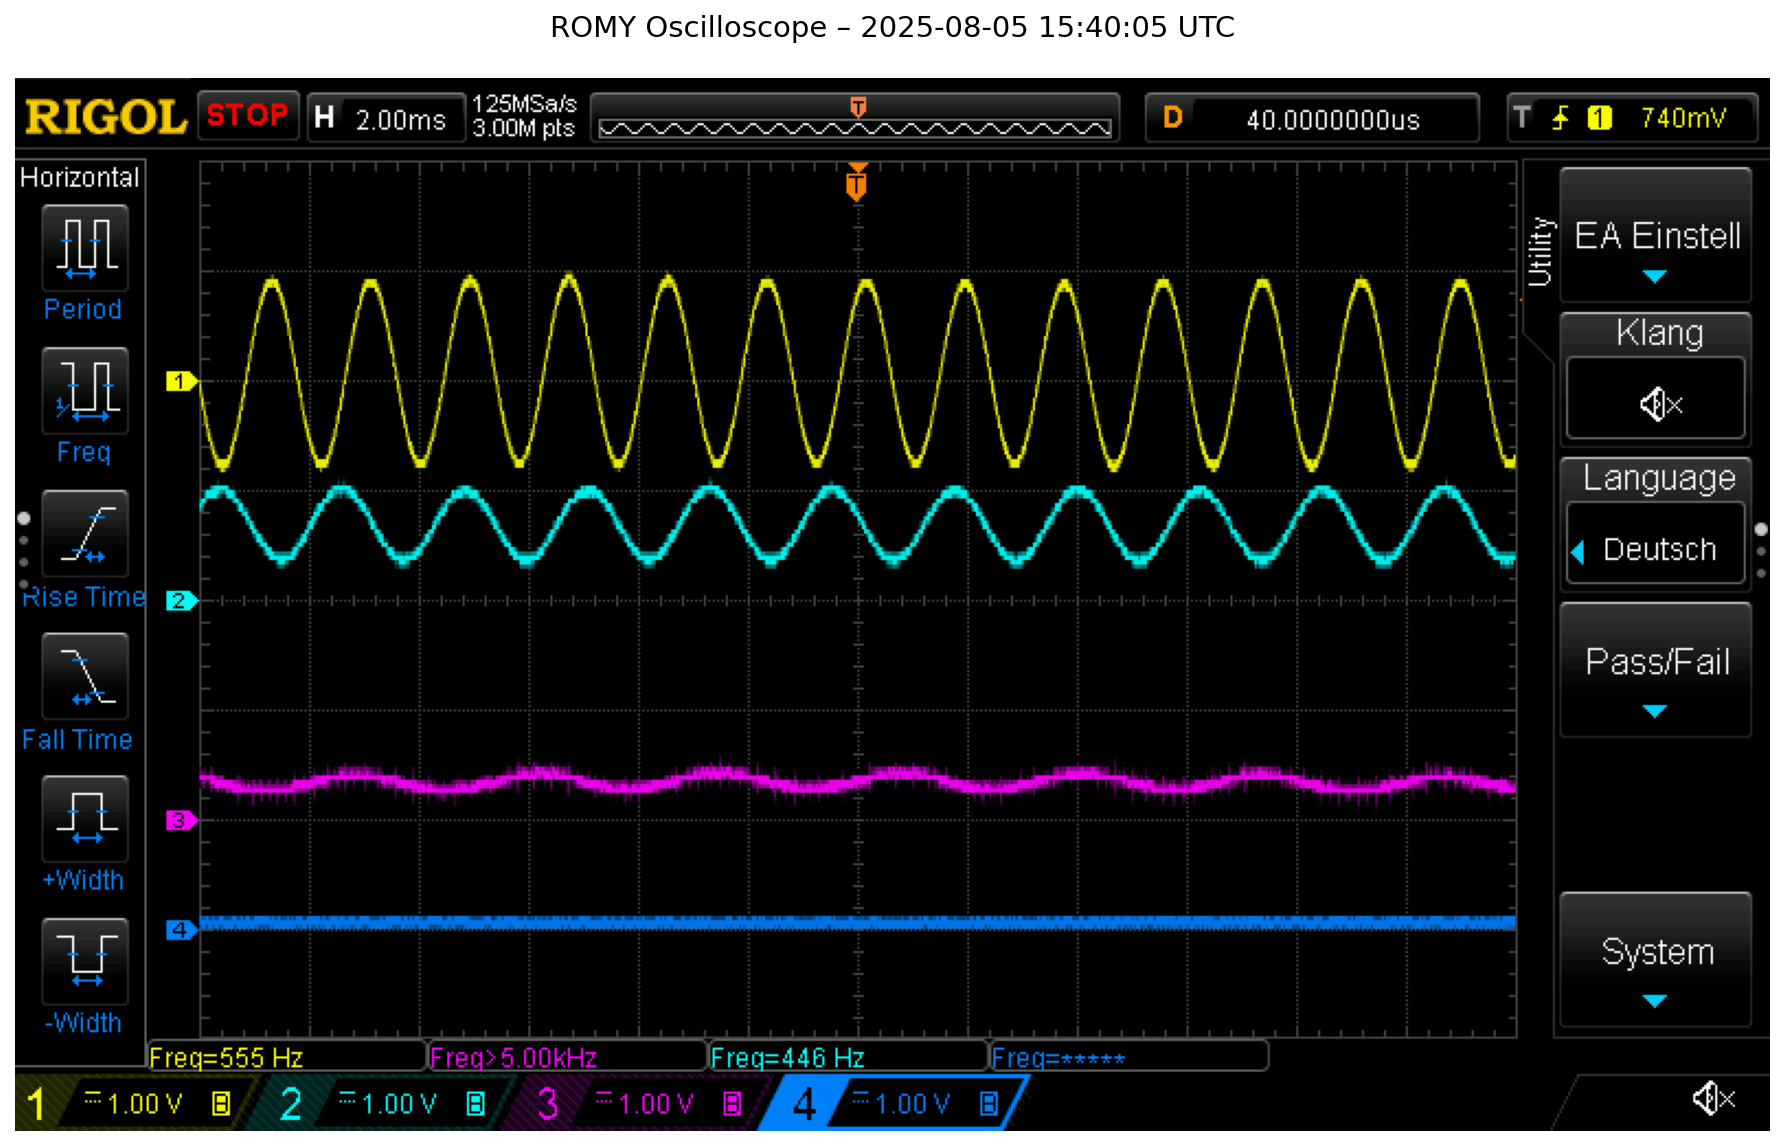 ROMY Oscilloscope – 2025-08-05 15:40:05 UTC
RIGOL STOP H 2.00ms 125MSa/s
3.00M pts
T
D 40.0000000us
T 1 740mV
Horizontal
Period
Freq
Rise Time
Fall Time
+Width
-Width
T
1
2
3
4
Utility
EA Einstell
Klang
Language
Deutsch
Pass/Fail
System
Freq=555 Hz Freq>5.00kHz Freq=446 Hz Freq=*****
1 1.00 V B 2 1.00 V B 3 1.00 V B 4 1.00 V B